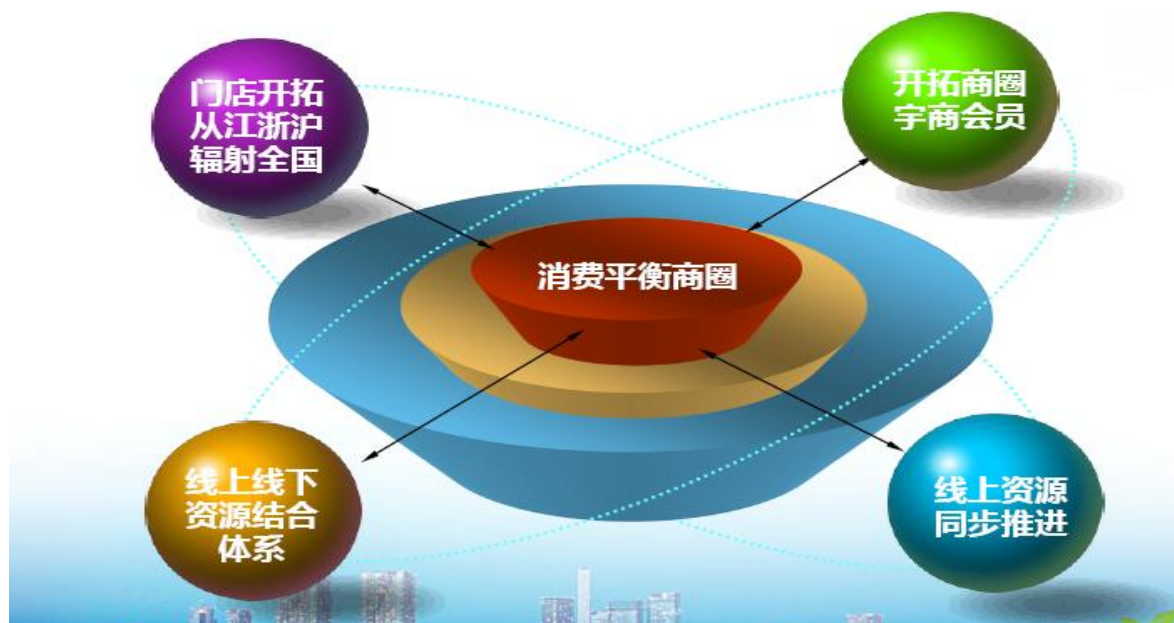 门店开拓
从江浙沪
辐射全国
开拓商圈
宇商会员
消费平衡商圈
线上线下
资源结合
体系
线上资源
同步推进